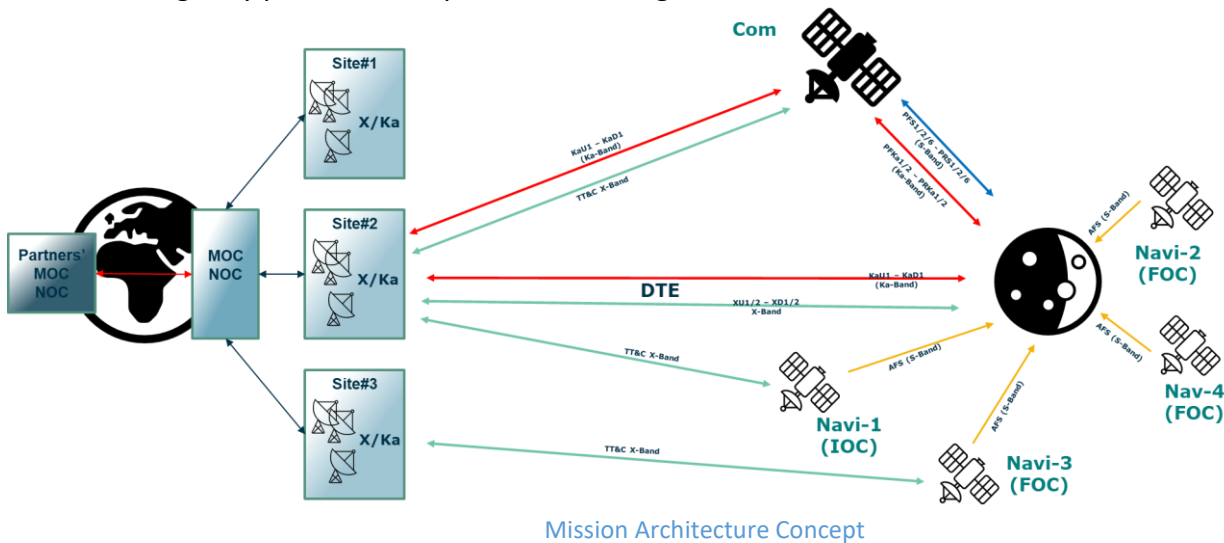 Com
Site#1
X/Ka
KaU1 – KaD1
(Ka-Band)
TT&C X-Band
PFS1/2/6 - PRS1/2/6
(S-Band)
PFKa1/2 – PRKa1/2
(Ka-Band)
Partners'
MOC
NOC
MOC
NOC
Site#2
X/Ka
KaU1 – KaD1
(Ka-Band)
DTE
XU1/2 – XD1/2
X-Band
TT&C X-Band
AFS (S-Band)
Navi-2
(FOC)
AFS (S-Band)
Nav-4
(FOC)
AFS (S-Band)
Navi-1
(IOC)
AFS (S-Band)
Site#3
X/Ka
TT&C X-Band
Navi-3
(FOC)
Mission Architecture Concept